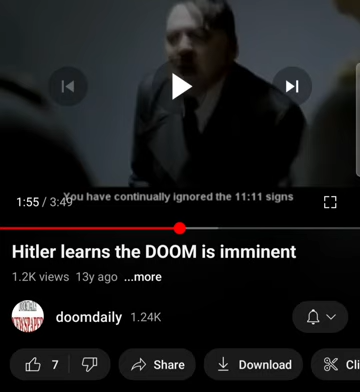 You have continually ignored the 11:11 signs
1:55 / 3:49
Hitler learns the DOOM is imminent
1.2K views 13y ago ...more
doomdaily 1.24K
7 Share Download Cli